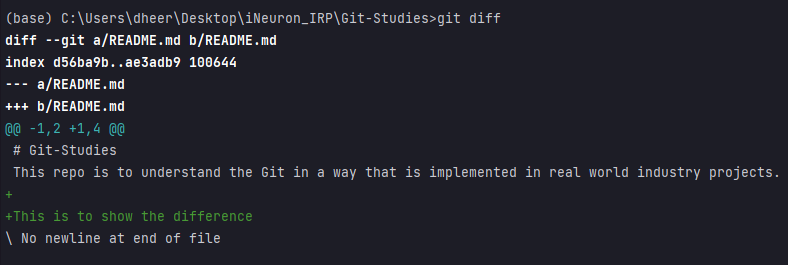 (base) C:\Users\dheer\Desktop\iNeuron_IRP\Git-Studies>git diff
diff --git a/README.md b/README.md
index d56ba9b..ae3adb9 100644
--- a/README.md
+++ b/README.md
@@ -1,2 +1,4 @@
 # Git-Studies
 This repo is to understand the Git in a way that is implemented in real world industry projects.
+
+This is to show the difference
\ No newline at end of file